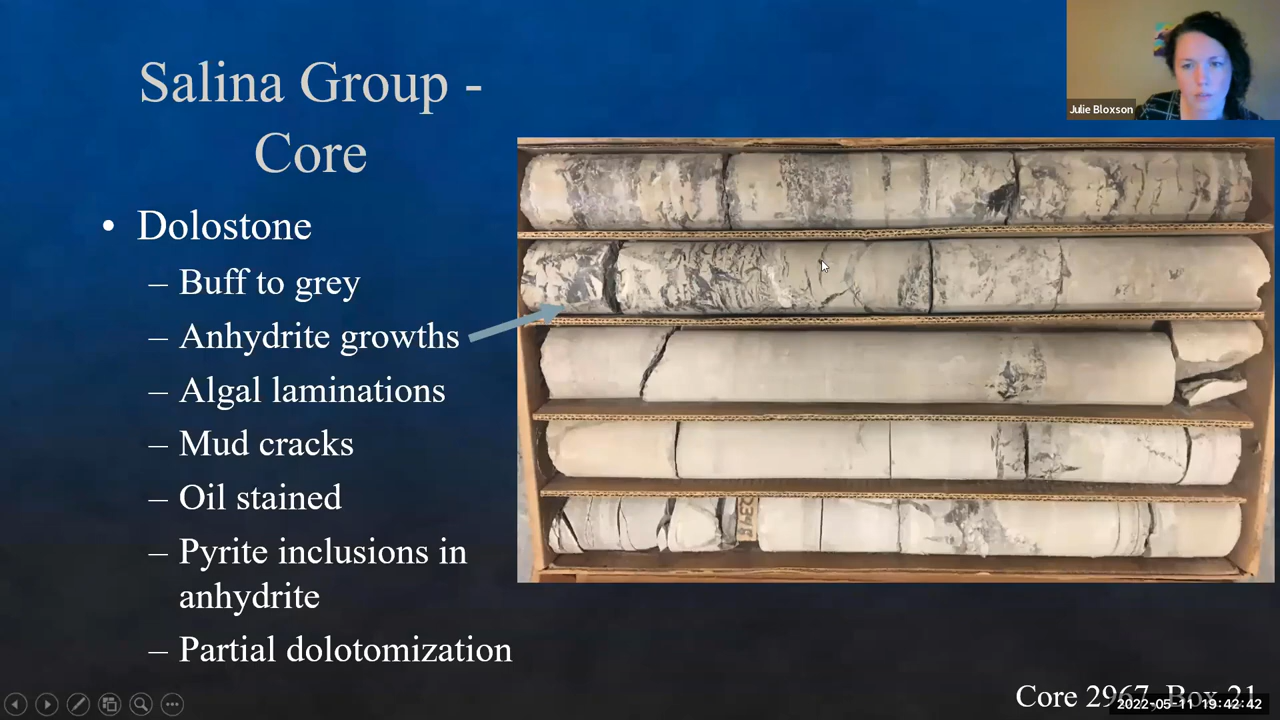 Salina Group -
Core
• Dolostone
– Buff to grey
– Anhydrite growths
– Algal laminations
– Mud cracks
– Oil stained
– Pyrite inclusions in
anhydrite
– Partial dolotomization
Julie Bloxson
Core 2967, Box 21
2022-05-11 19:42:42